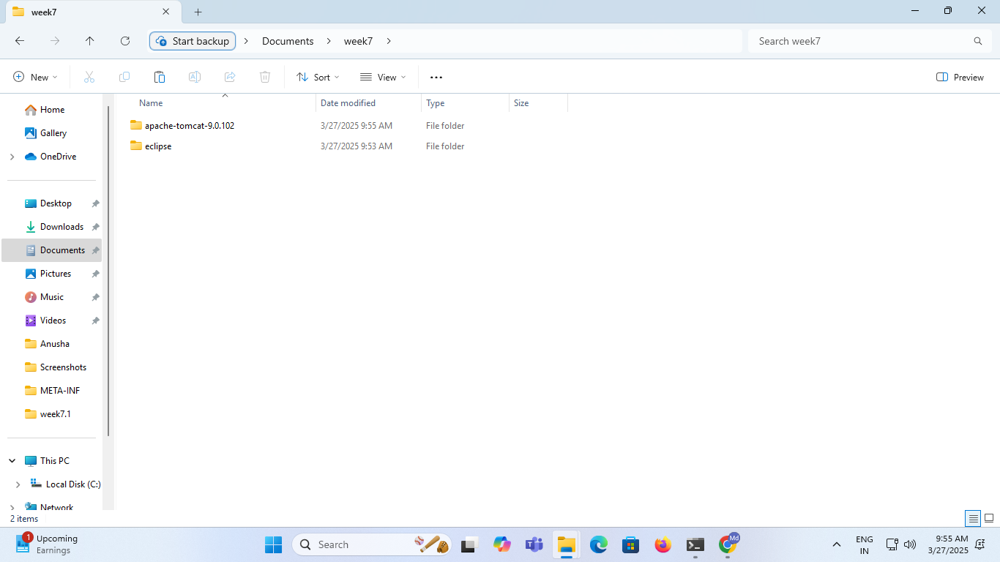 week7
Start backup
Documents
week7
Search week7
New
Sort
View
Preview
Name
Date modified
Type
Size
apache-tomcat-9.0.102
3/27/2025 9:55 AM
File folder
eclipse
3/27/2025 9:53 AM
File folder
Home
Gallery
OneDrive
Desktop
Downloads
Documents
Pictures
Music
Videos
Anusha
Screenshots
META-INF
week7.1
This PC
Local Disk (C:)
Network
2 items
1
Upcoming
Earnings
Search
Md
ENG
IN
9:55 AM
3/27/2025